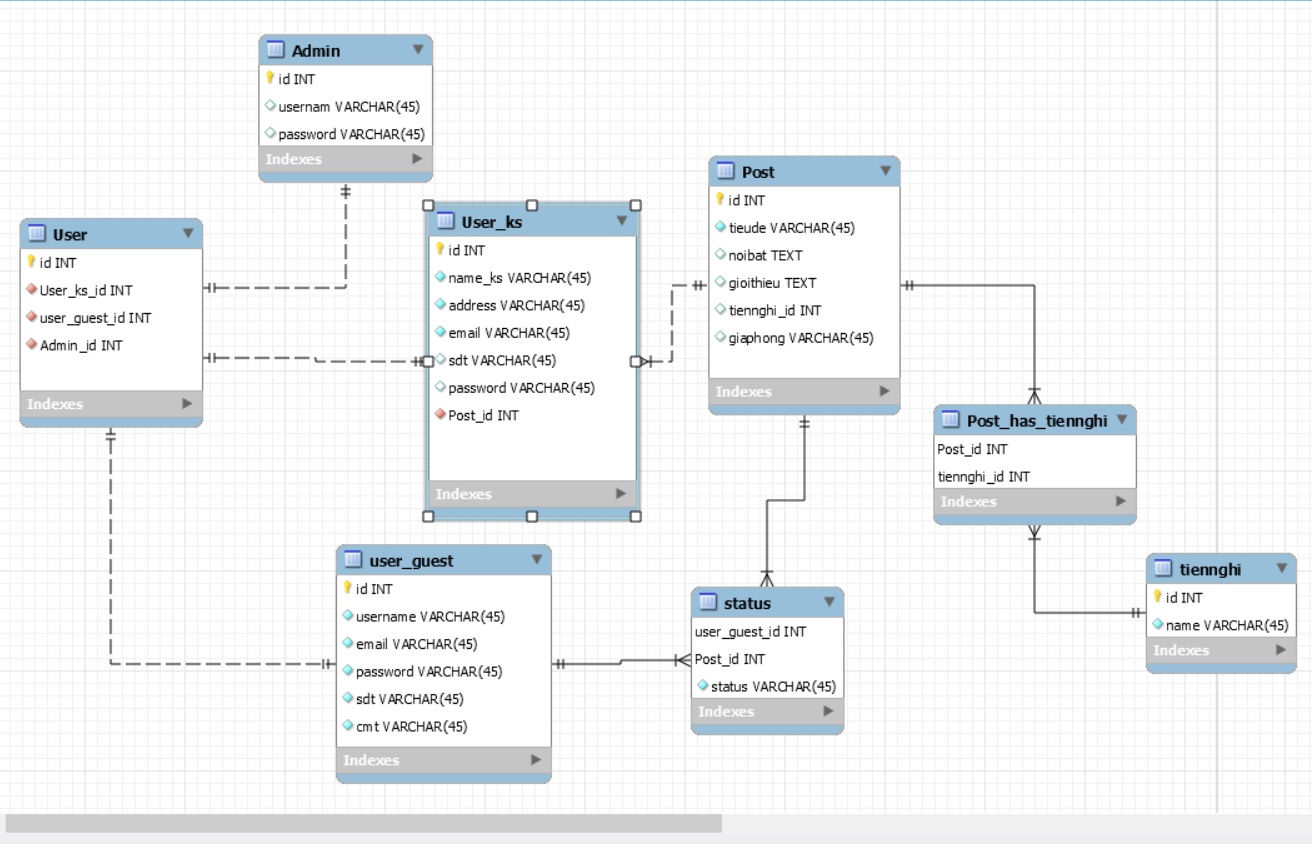 Admin
id INT
usernam VARCHAR(45)
password VARCHAR(45)
Indexes
User
id INT
User_ks_id INT
user_guest_id INT
Admin_id INT
Indexes
User_ks
id INT
name_ks VARCHAR(45)
address VARCHAR(45)
email VARCHAR(45)
sdt VARCHAR(45)
password VARCHAR(45)
Post_id INT
Indexes
Post
id INT
tieude VARCHAR(45)
noibat TEXT
gioithieu TEXT
tiennghi_id INT
giaphong VARCHAR(45)
Indexes
Post_has_tiennghi
Post_id INT
tiennghi_id INT
Indexes
user_guest
id INT
username VARCHAR(45)
email VARCHAR(45)
password VARCHAR(45)
sdt VARCHAR(45)
cmt VARCHAR(45)
Indexes
status
user_guest_id INT
Post_id INT
status VARCHAR(45)
Indexes
tiennghi
id INT
name VARCHAR(45)
Indexes